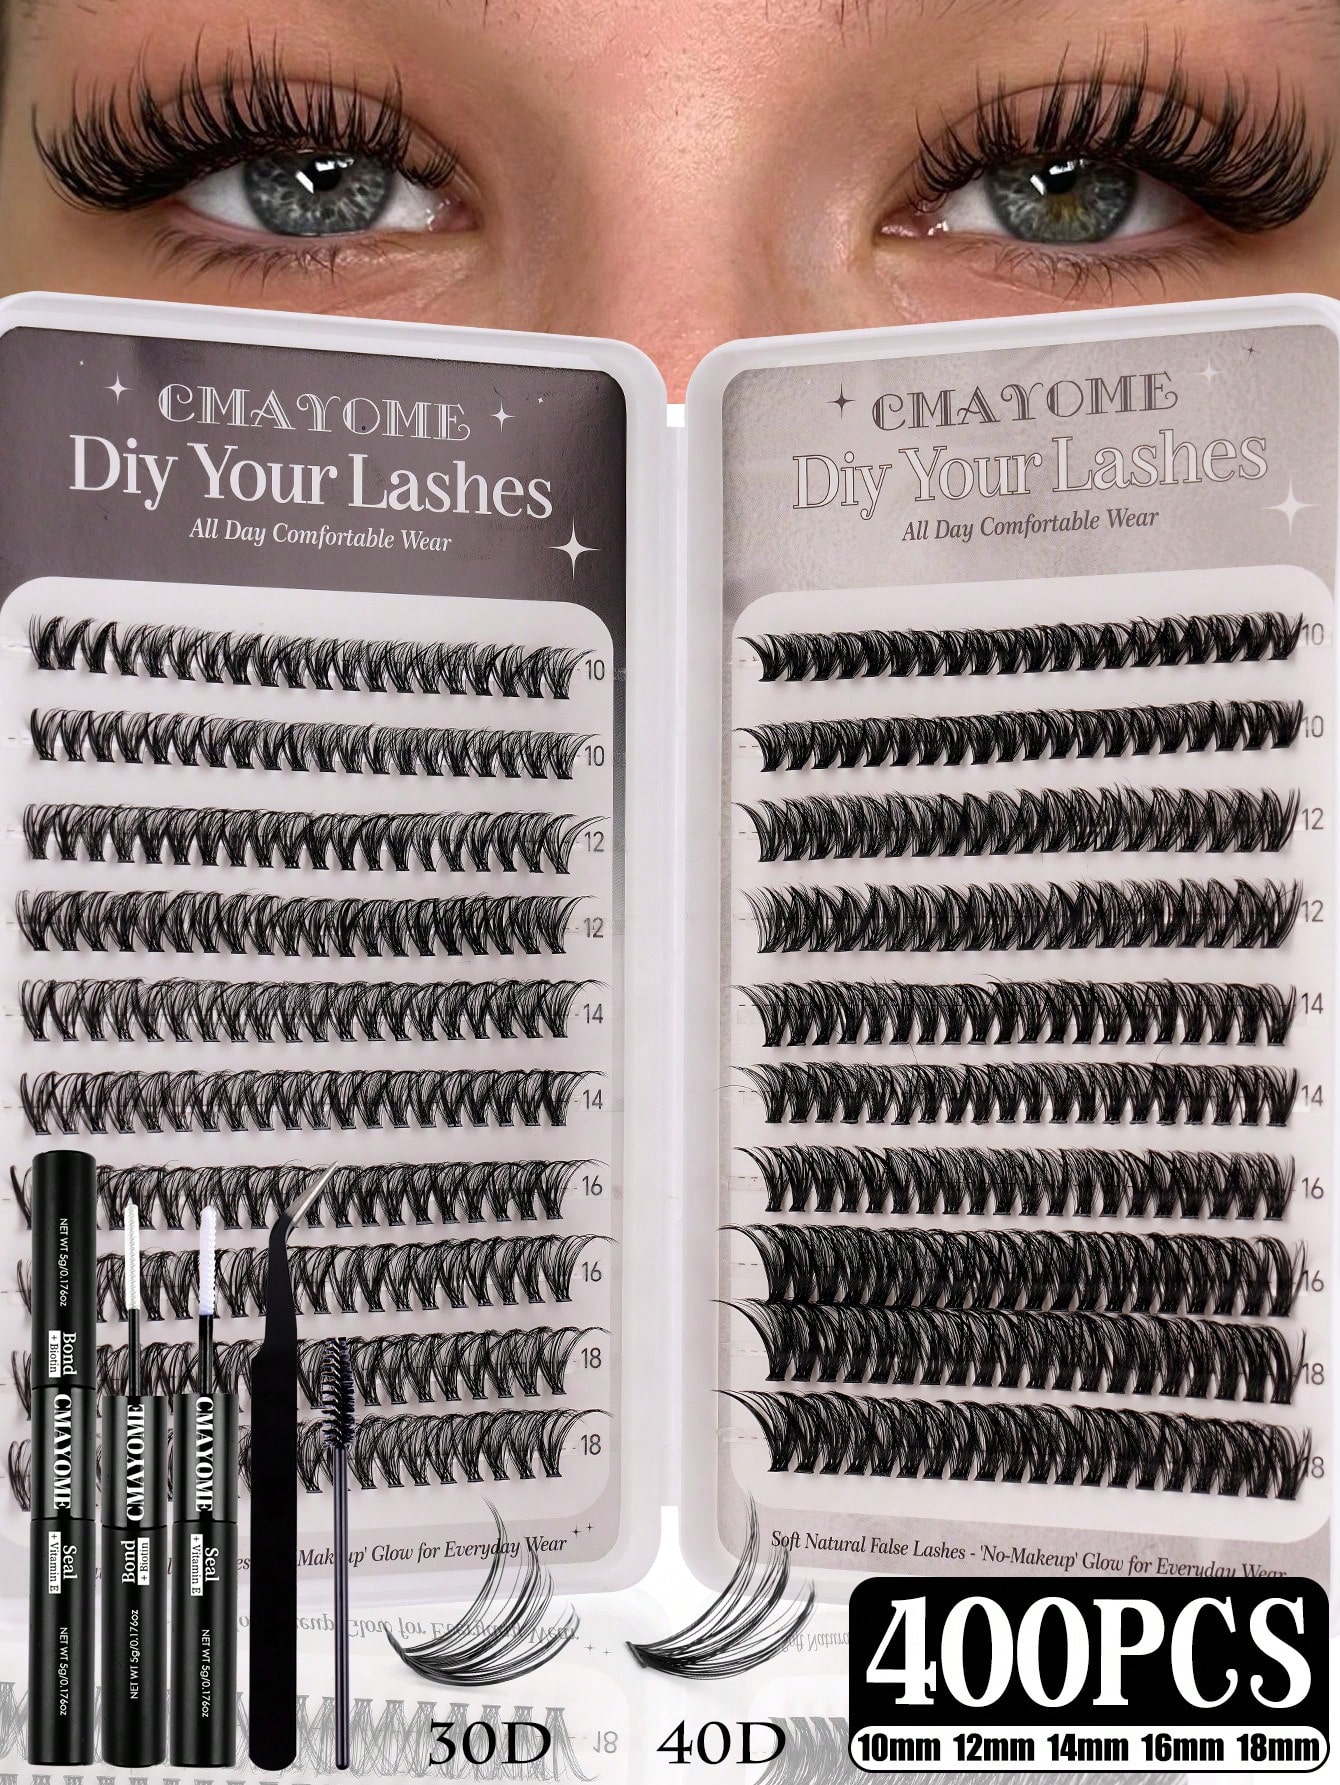 CMAYOME
Diy Your Lashes
All Day Comfortable Wear
10
10
12
12
14
14
16
16
18
18
Makeup' Glow for Everyday Wear
CMAYOME
Diy Your Lashes
All Day Comfortable Wear
10
10
12
12
14
14
16
16
18
18
Soft Natural False Lashes - 'No-Makeup' Glow for Everyday Wear
NET WT 5g/0.176oz
Bond
+ Biotin
CMAYOME
Seal
+ Vitamin E
NET WT 5g/0.176oz
CMAYOME
Bond
+ Biotin
NET WT 5g/0.176oz
CMAYOME
Seal
+ Vitamin E
NET WT 5g/0.176oz
30D
40D
18
400PCS
10mm 12mm 14mm 16mm 18mm